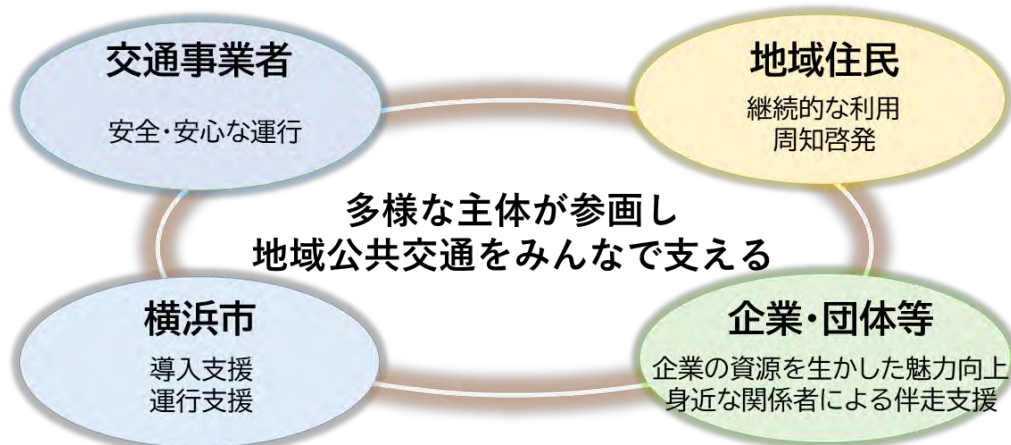 交通事業者
安全・安心な運行
地域住民
継続的な利用
周知啓発
多様な主体が参画し
地域公共交通をみんなで支える
横浜市
導入支援
運行支援
企業・団体等
企業の資源を生かした魅力向上
身近な関係者による伴走支援